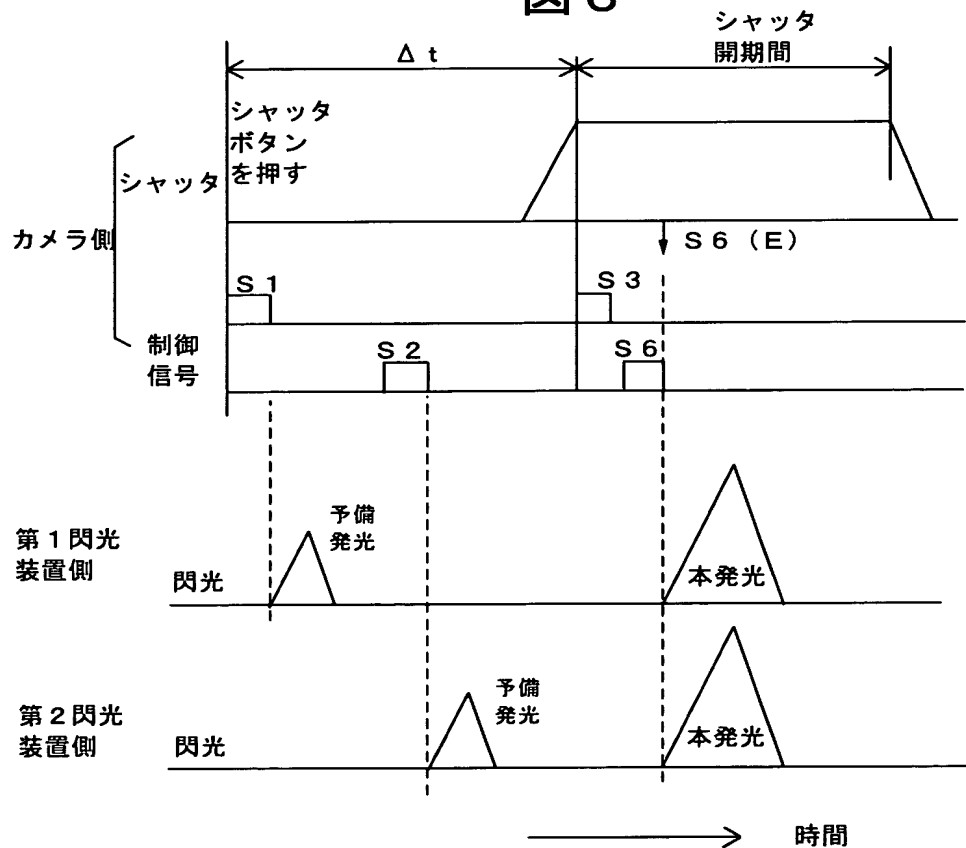 シャッタ
開期間
Δt
シャッタ
ボタン
を押す
シャッタ
カメラ側
S6（E）
S1
S3
制御
信号
S2
S6
予備
発光
第1閃光
装置側
閃光
本発光
予備
発光
第2閃光
装置側
閃光
本発光
時間